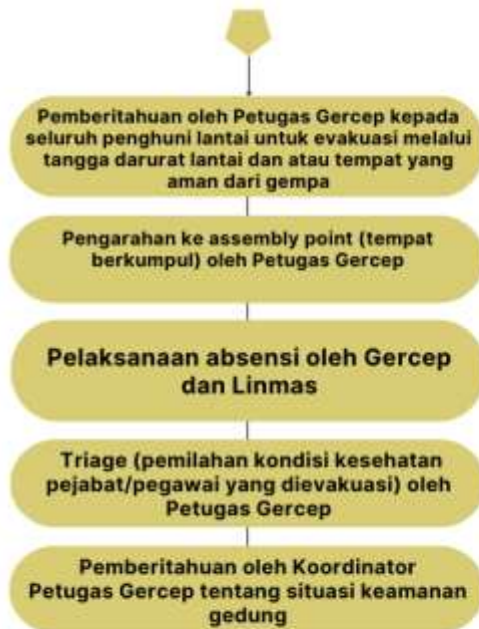 Pemberitahuan oleh Petugas Gercep kepada
seluruh penghuni lantai untuk evakuasi melalui
tangga darurat lantai dan atau tempat yang
aman dari gempa
Pengarahan ke assembly point (tempat
berkumpul) oleh Petugas Gercep
Pelaksanaan absensi oleh Gercep
dan Linmas
Triage (pemilahan kondisi kesehatan
pejabat/pegawai yang dievakuasi) oleh
Petugas Gercep
Pemberitahuan oleh Koordinator
Petugas Gercep tentang situasi keamanan
gedung